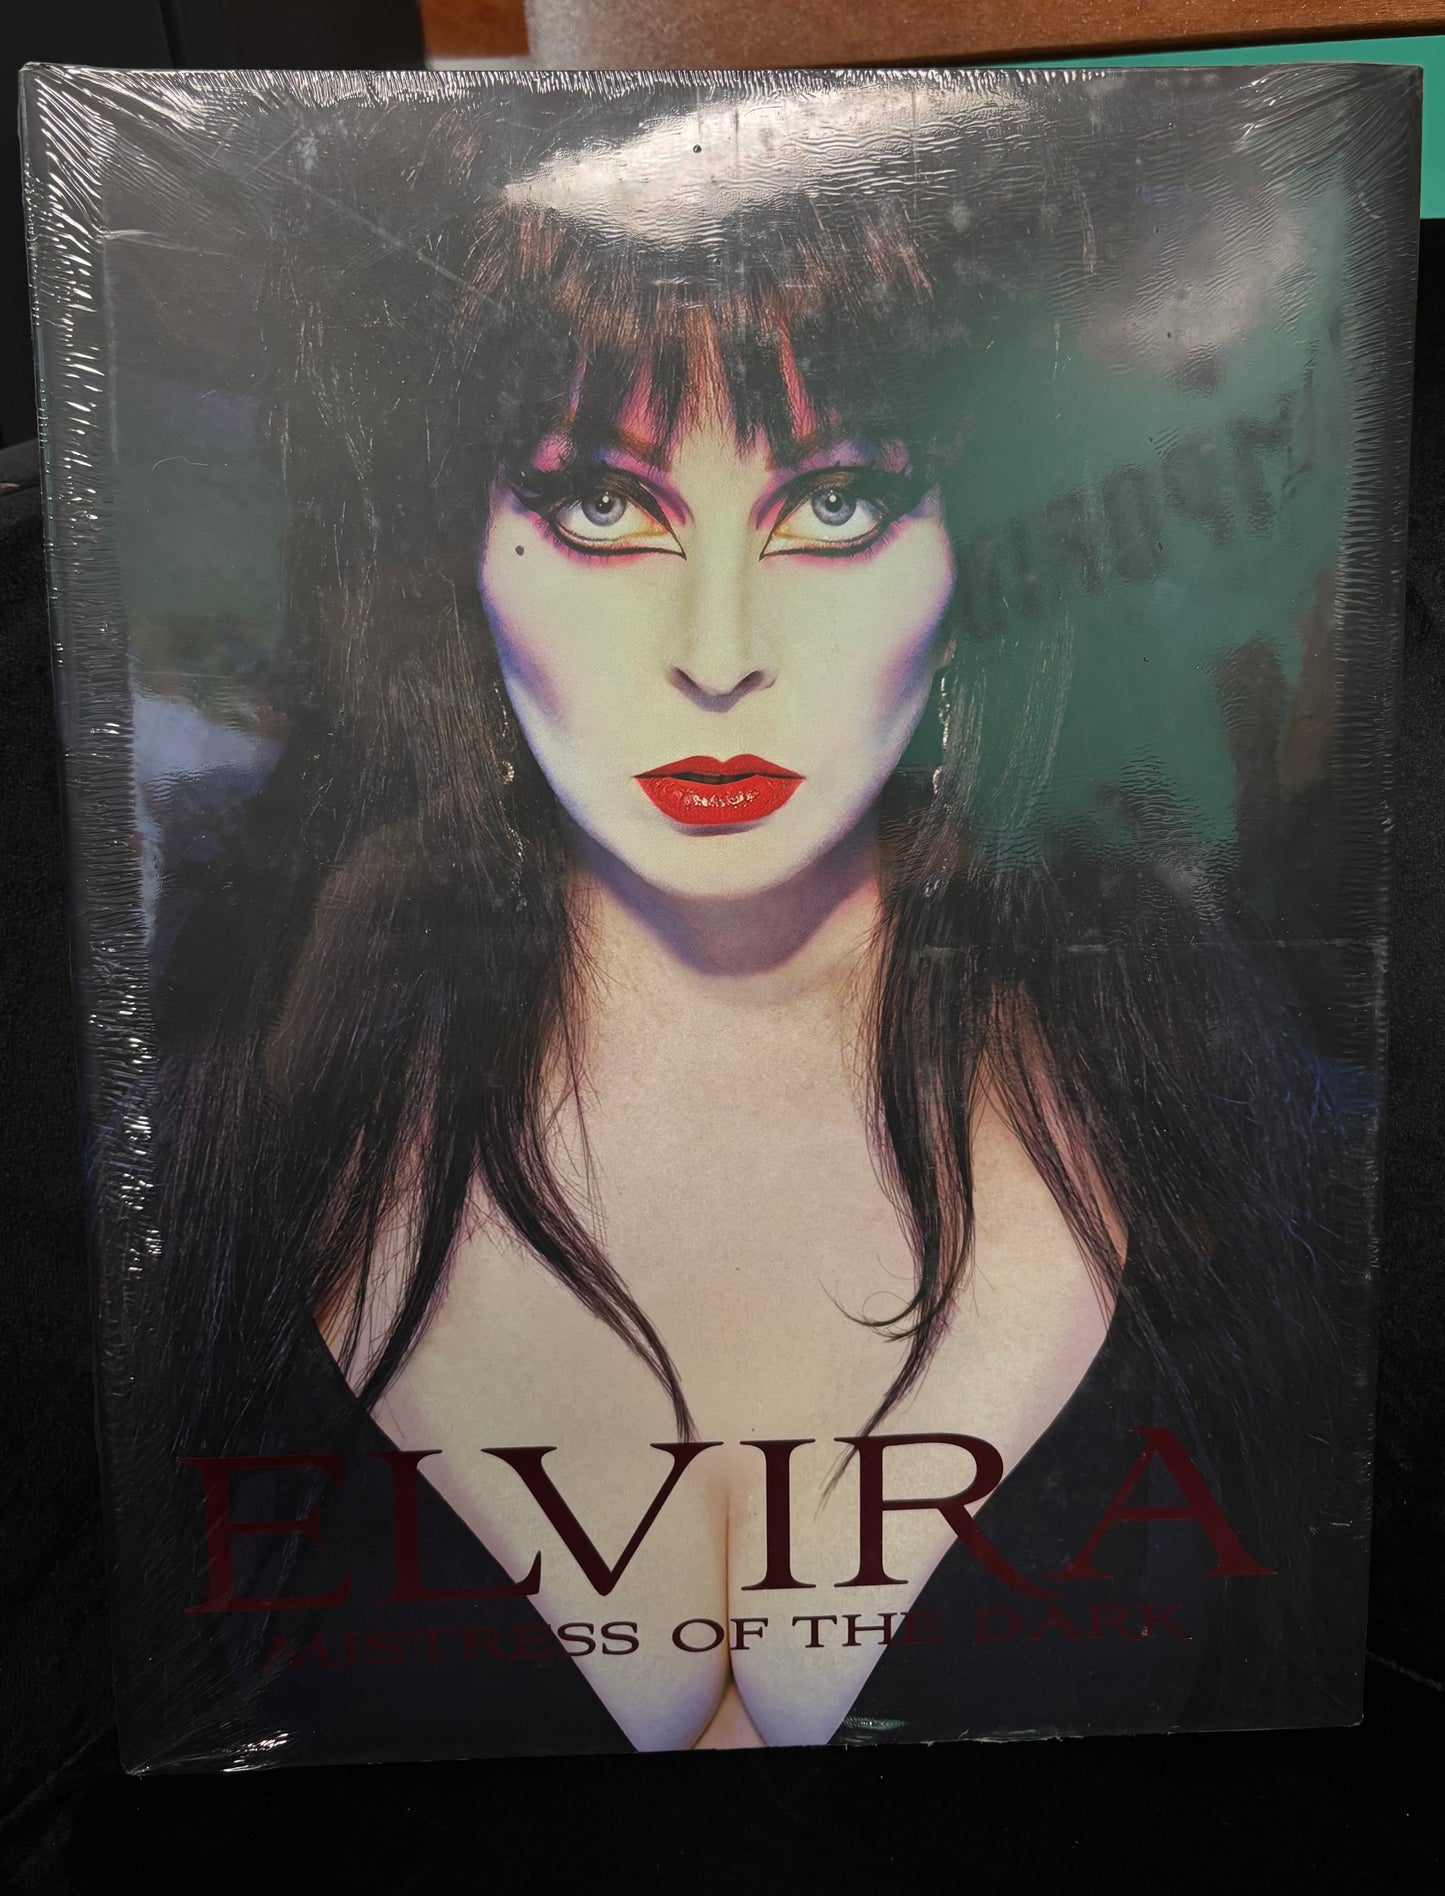 ELVIRA
MISTRESS OF THE DARK